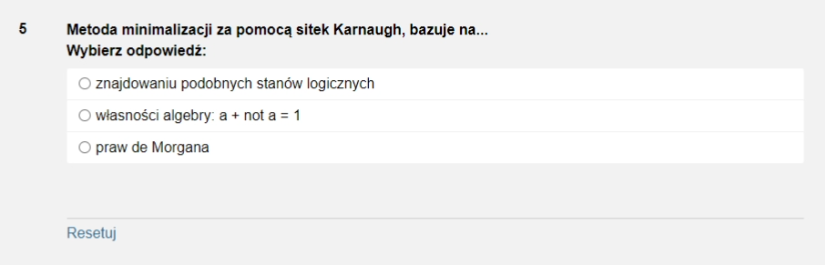 5 Metoda minimalizacji za pomocą sitek Karnaugh, bazuje na...
Wybierz odpowiedź:
znajdowaniu podobnych stanów logicznych
własności algebry: a + not a = 1
praw de Morgana
Resetuj